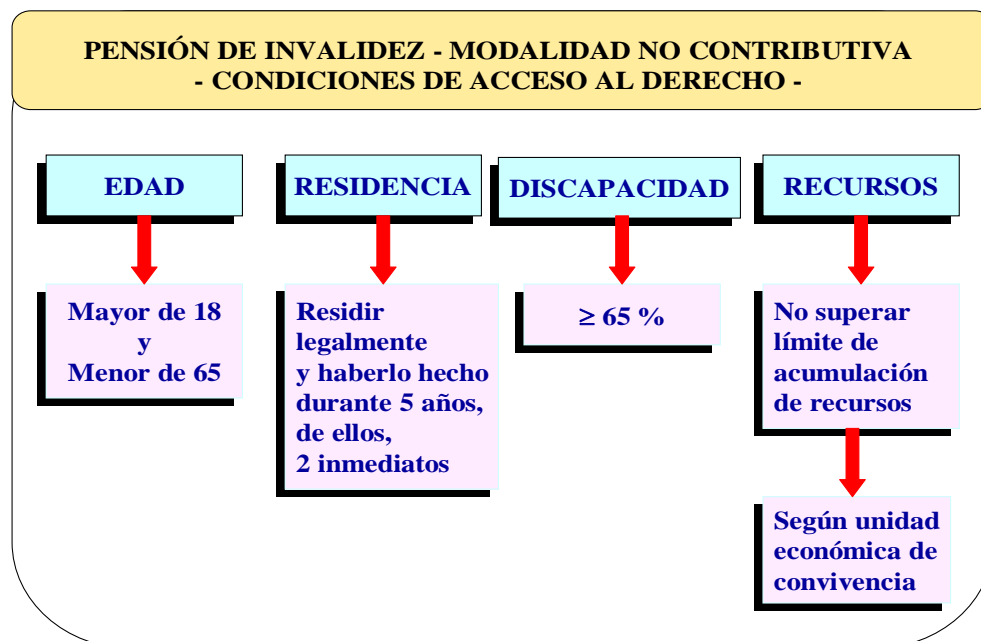 PENSIÓN DE INVALIDEZ - MODALIDAD NO CONTRIBUTIVA
- CONDICIONES DE ACCESO AL DERECHO -
EDAD
Mayor de 18
y
Menor de 65
RESIDENCIA
Residir
legalmente
y haberlo hecho
durante 5 años,
de ellos,
2 inmediatos
DISCAPACIDAD
≥ 65 %
RECURSOS
No superar
límite de
acumulación
de recursos
Según unidad
económica de
convivencia